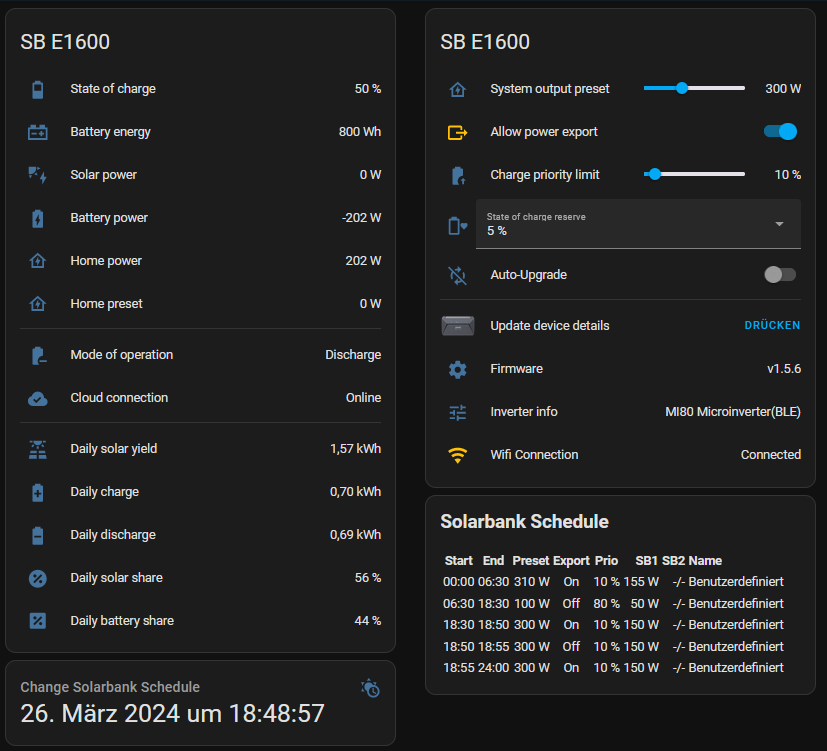 SB E1600
State of charge 50 %
Battery energy 800 Wh
Solar power 0 W
Battery power -202 W
Home power 202 W
Home preset 0 W
Mode of operation Discharge
Cloud connection Online
Daily solar yield 1,57 kWh
Daily charge 0,70 kWh
Daily discharge 0,69 kWh
Daily solar share 56 %
Daily battery share 44 %
Change Solarbank Schedule
26. März 2024 um 18:48:57
SB E1600
System output preset 300 W
Allow power export
Charge priority limit 10 %
State of charge reserve
5 %
Auto-Upgrade
Update device details DRÜCKEN
Firmware v1.5.6
Inverter info MI80 Microinverter(BLE)
Wifi Connection Connected
Solarbank Schedule
Start End Preset Export Prio SB1 SB2 Name
00:00 06:30 310 W On 10 % 155 W -/- Benutzerdefiniert
06:30 18:30 100 W Off 80 % 50 W -/- Benutzerdefiniert
18:30 18:50 300 W On 10 % 150 W -/- Benutzerdefiniert
18:50 18:55 300 W Off 10 % 150 W -/- Benutzerdefiniert
18:55 24:00 300 W On 10 % 150 W -/- Benutzerdefiniert